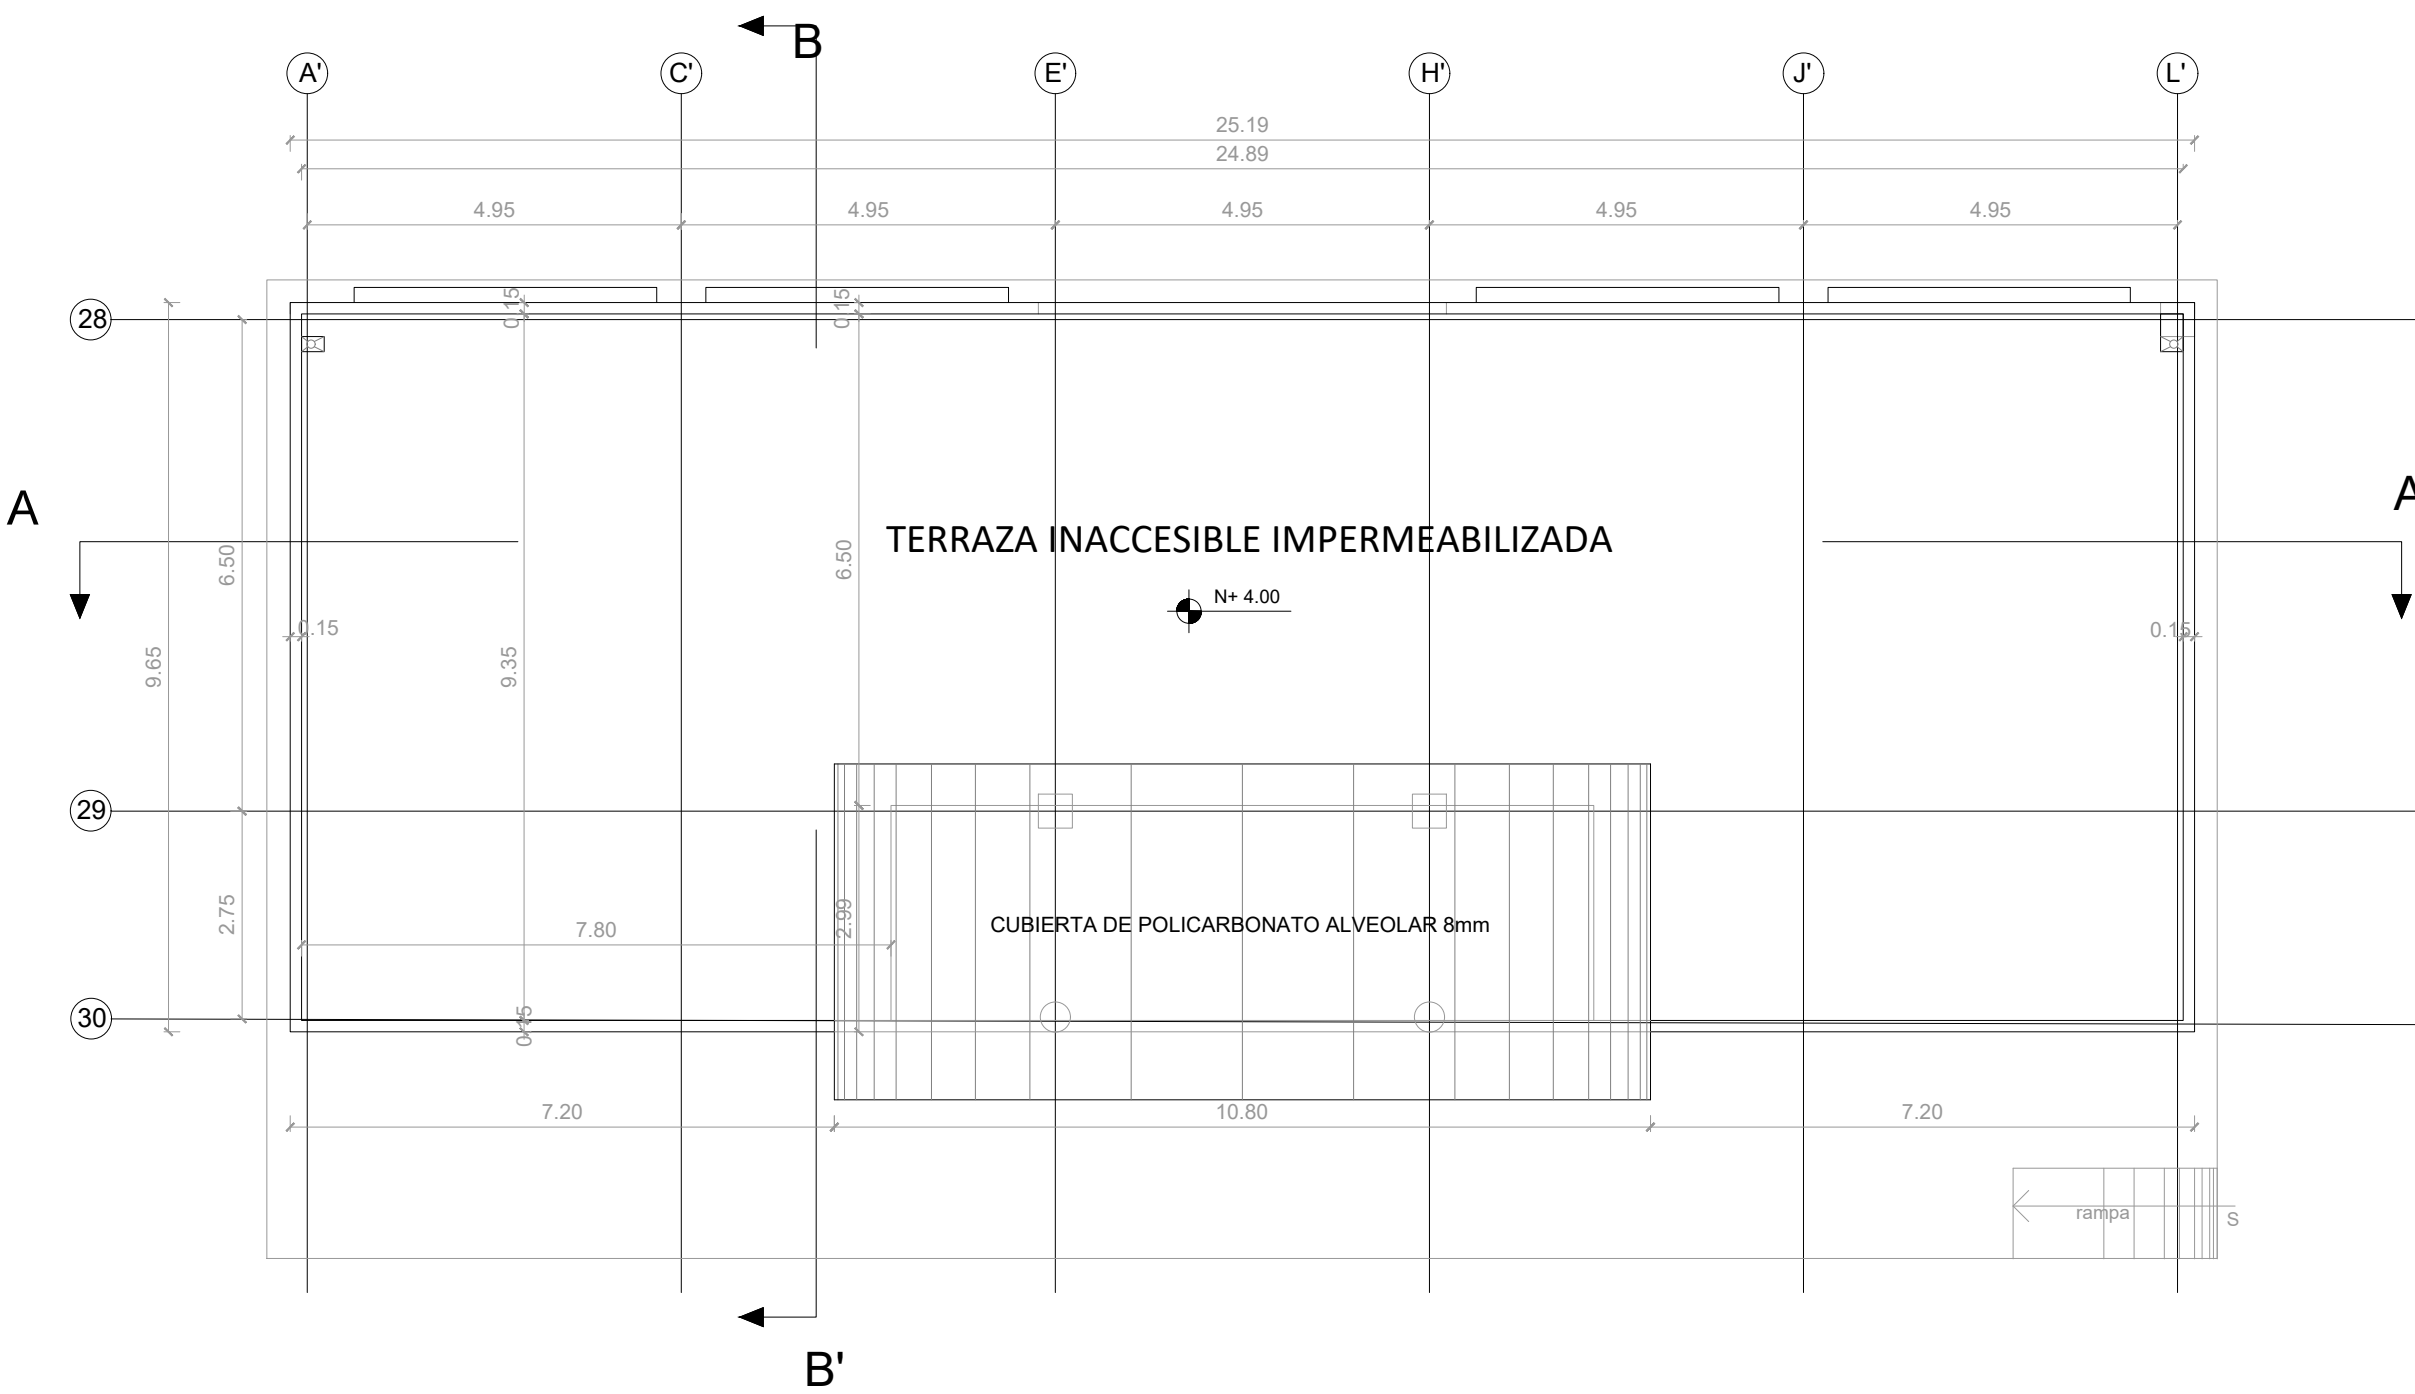 B
A' C' E' H' J' L'
25.19
24.89
4.95 4.95 4.95 4.95 4.95
0.15 0.15
28
A A
TERRAZA INACCESIBLE IMPERMEABILIZADA
6.50 6.50
N+ 4.00
0.15 0.15
9.65 9.35
29
2.75 7.80 2.99 CUBIERTA DE POLICARBONATO ALVEOLAR 8mm
30 0.15
7.20 10.80 7.20
rampa S
B'